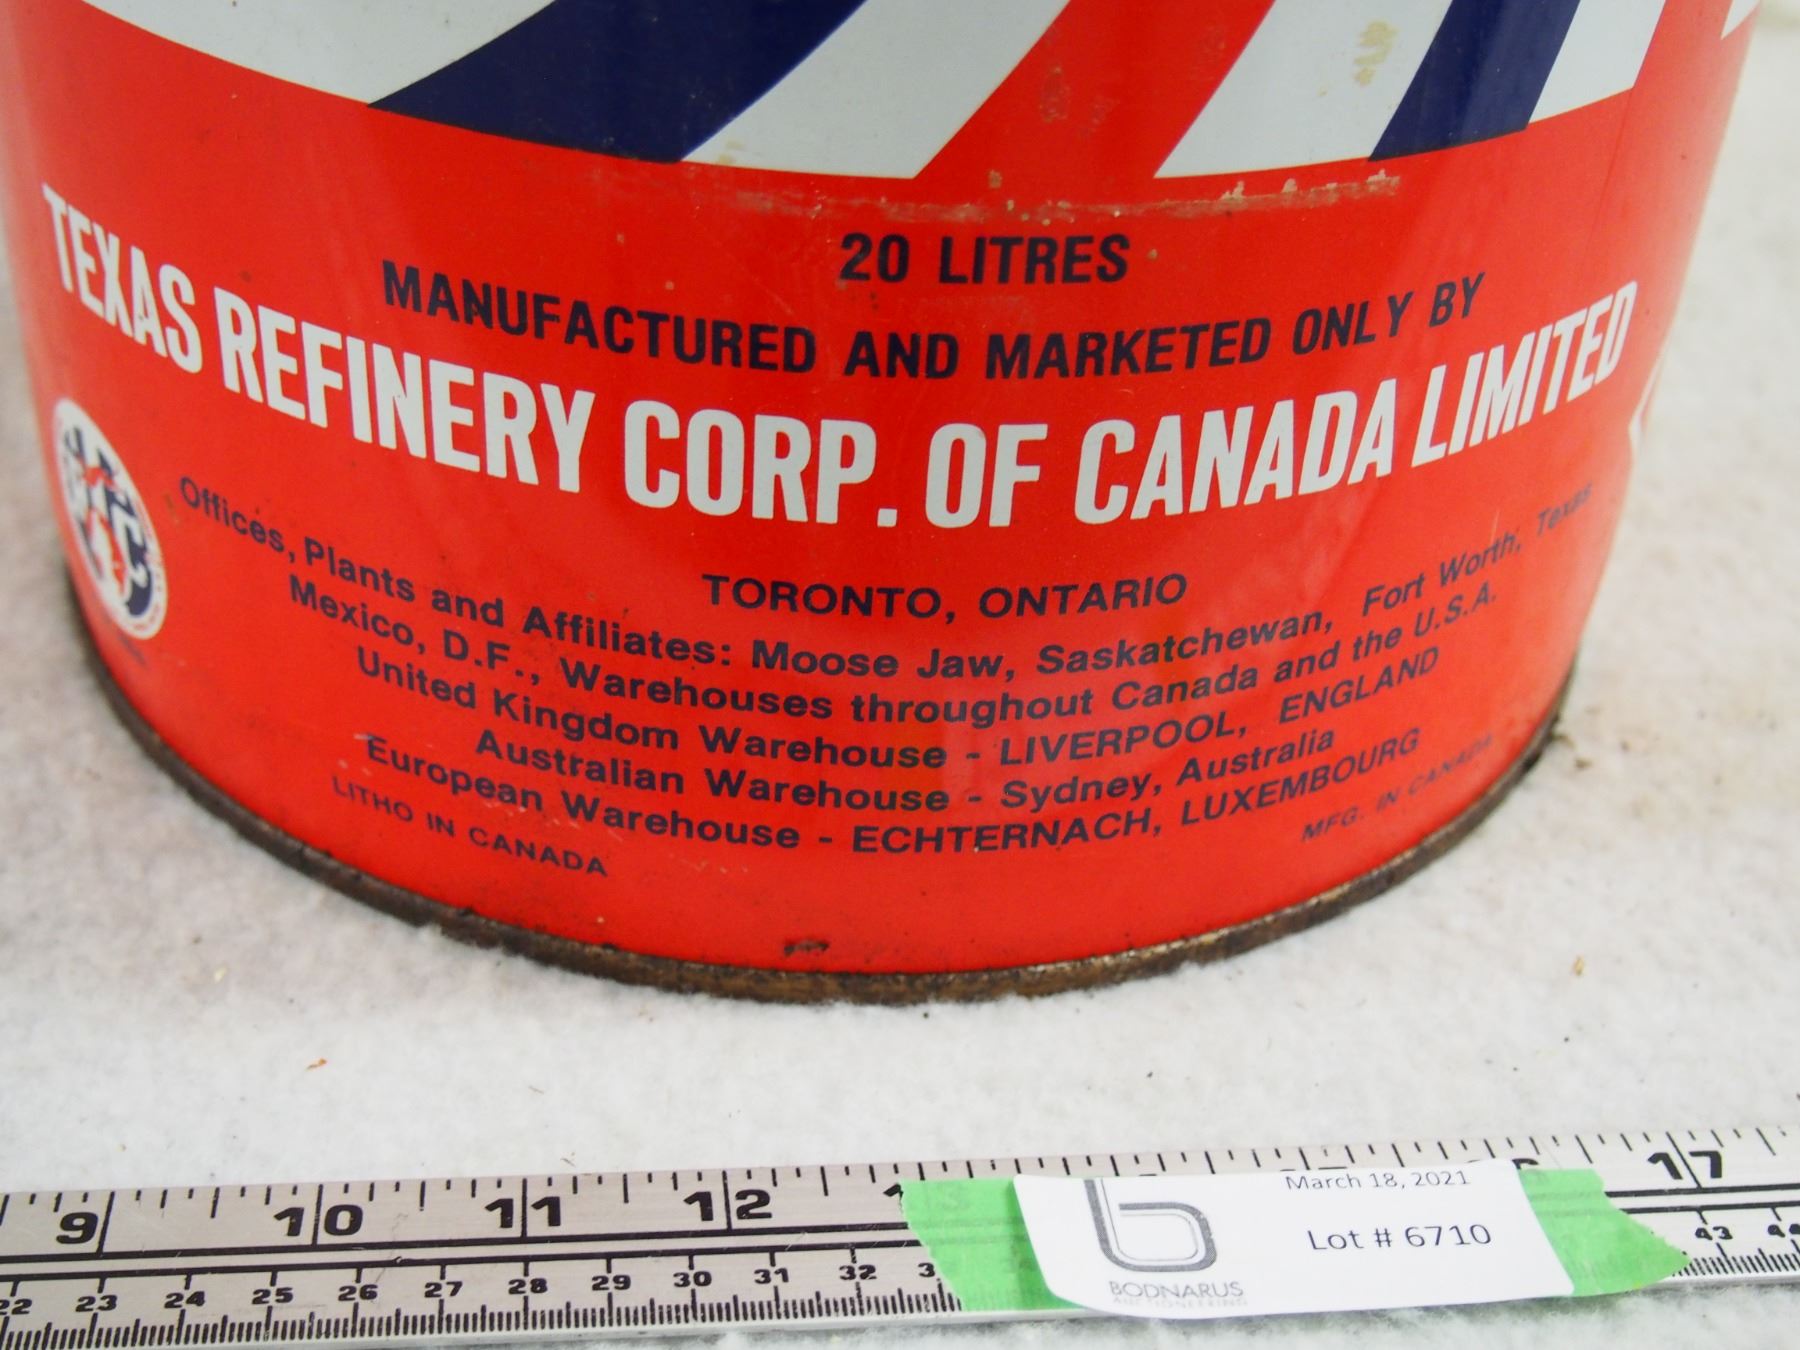 20 LITRES
MANUFACTURED AND MARKETED ONLY BY
TEXAS REFINERY CORP. OF CANADA LIMITED
TORONTO, ONTARIO
Offices, Plants and Affiliates: Moose Jaw, Saskatchewan, Fort Worth, Texas
Mexico, D.F., Warehouses throughout Canada and the U.S.A.
United Kingdom Warehouse - LIVERPOOL, ENGLAND
Australian Warehouse - Sydney, Australia
European Warehouse - ECHTERNACH, LUXEMBOURG
LITHO IN CANADA
MFG. IN CANADA
9 10 11 12 17
22 23 24 25 26 27 28 29 30 31 32 43 44
March 18, 2021
Lot # 6710
BODNARUS
AUCTIONEERING